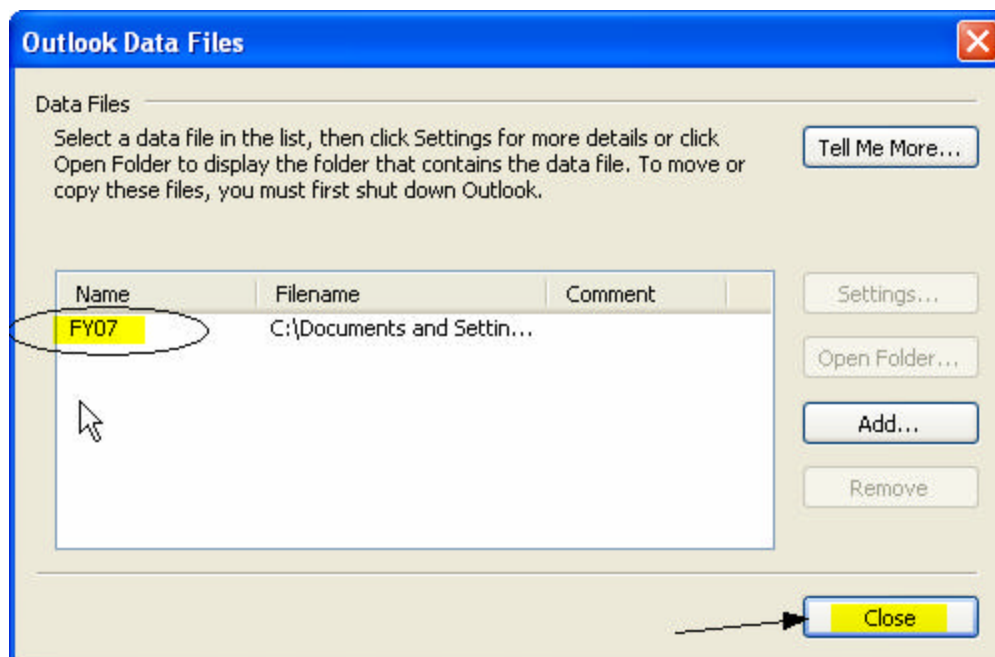 Outlook Data Files
Data Files
Select a data file in the list, then click Settings for more details or click
Open Folder to display the folder that contains the data file. To move or
copy these files, you must first shut down Outlook.
Tell Me More...
Name Filename Comment
FY07 C:\Documents and Settin...
Settings...
Open Folder...
Add...
Remove
Close